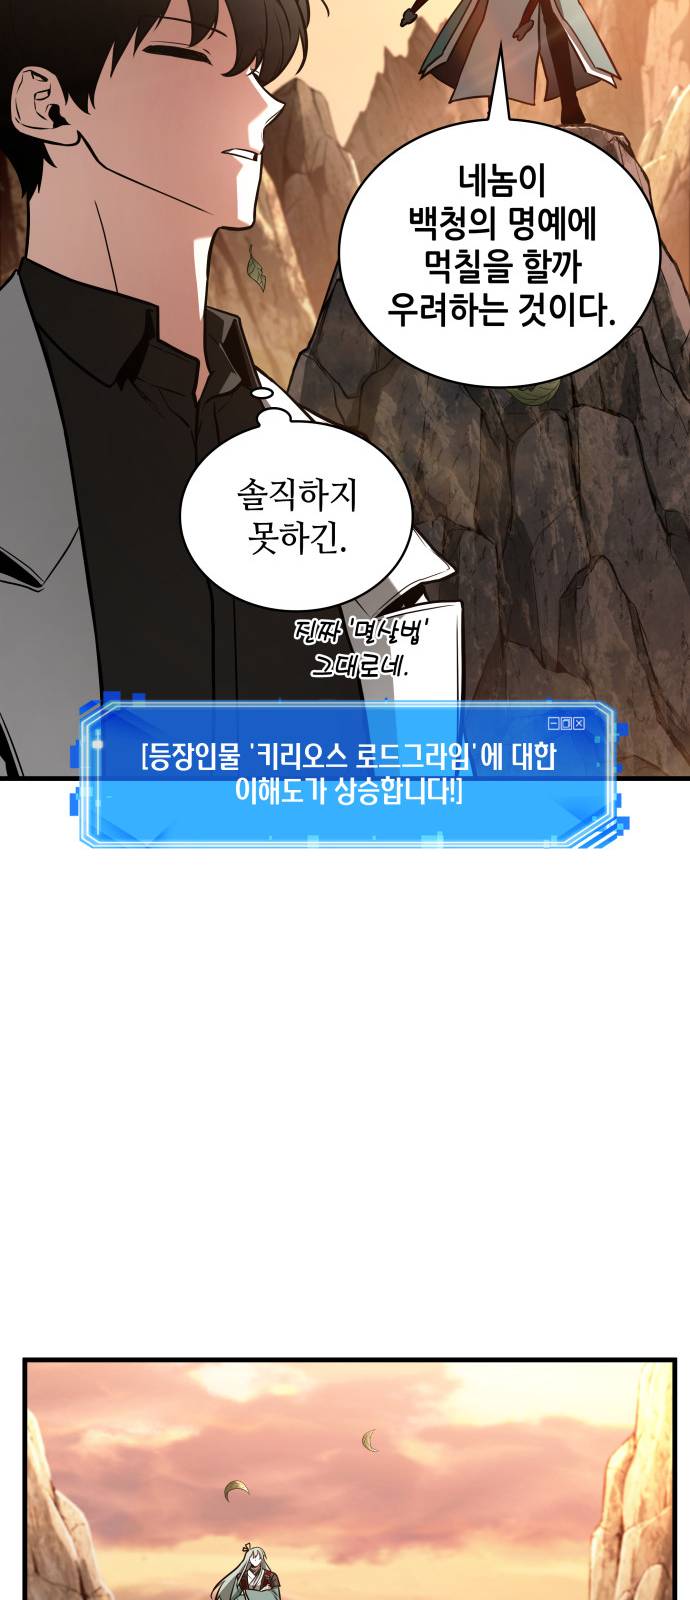 네놈이
백청의 명예에
먹칠을 할까
우려하는 것이다.
솔직하지
못하긴.
진짜 '멸살법'
그대로네.
[등장인물 '키리오스 로드그라임'에 대한
이해도가 상승합니다!]